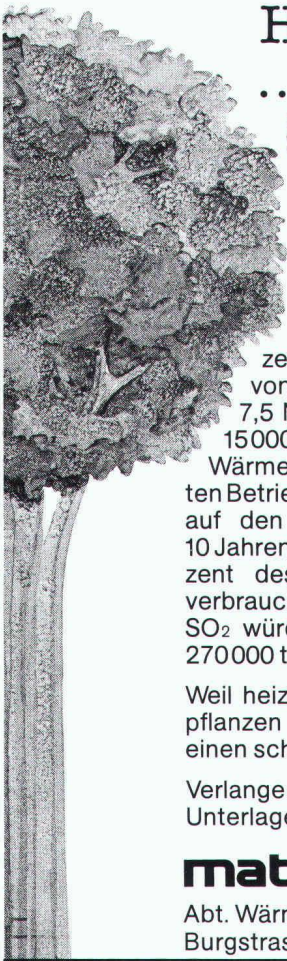 H
..
ze
von
7,5 M
15000
Wärme
ten Betrie
auf den
10 Jahren
zent des
verbrauc
SO₂ würd
270000 t
Weil heiz
pflanzen
einen sch
Verlange
Unterlage
mat
Abt. Wärm
Burgstras